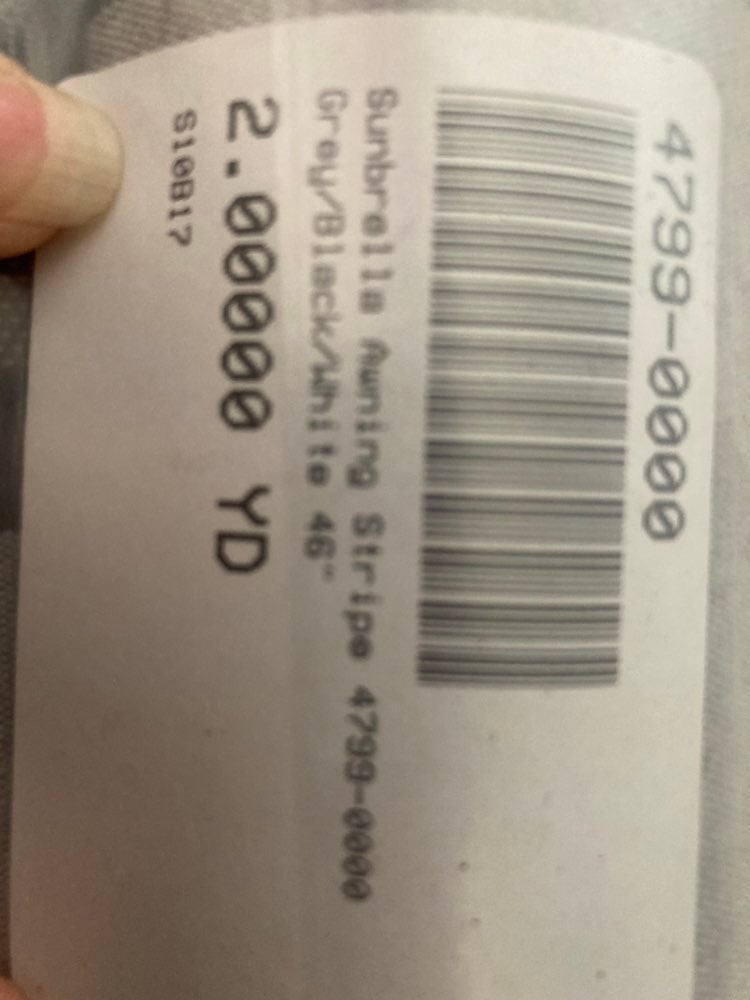 4799-0000
Sunbrella Awning Stripe 4799-0000
Grey/Black/White 46"
2.00000 YD
S10B17